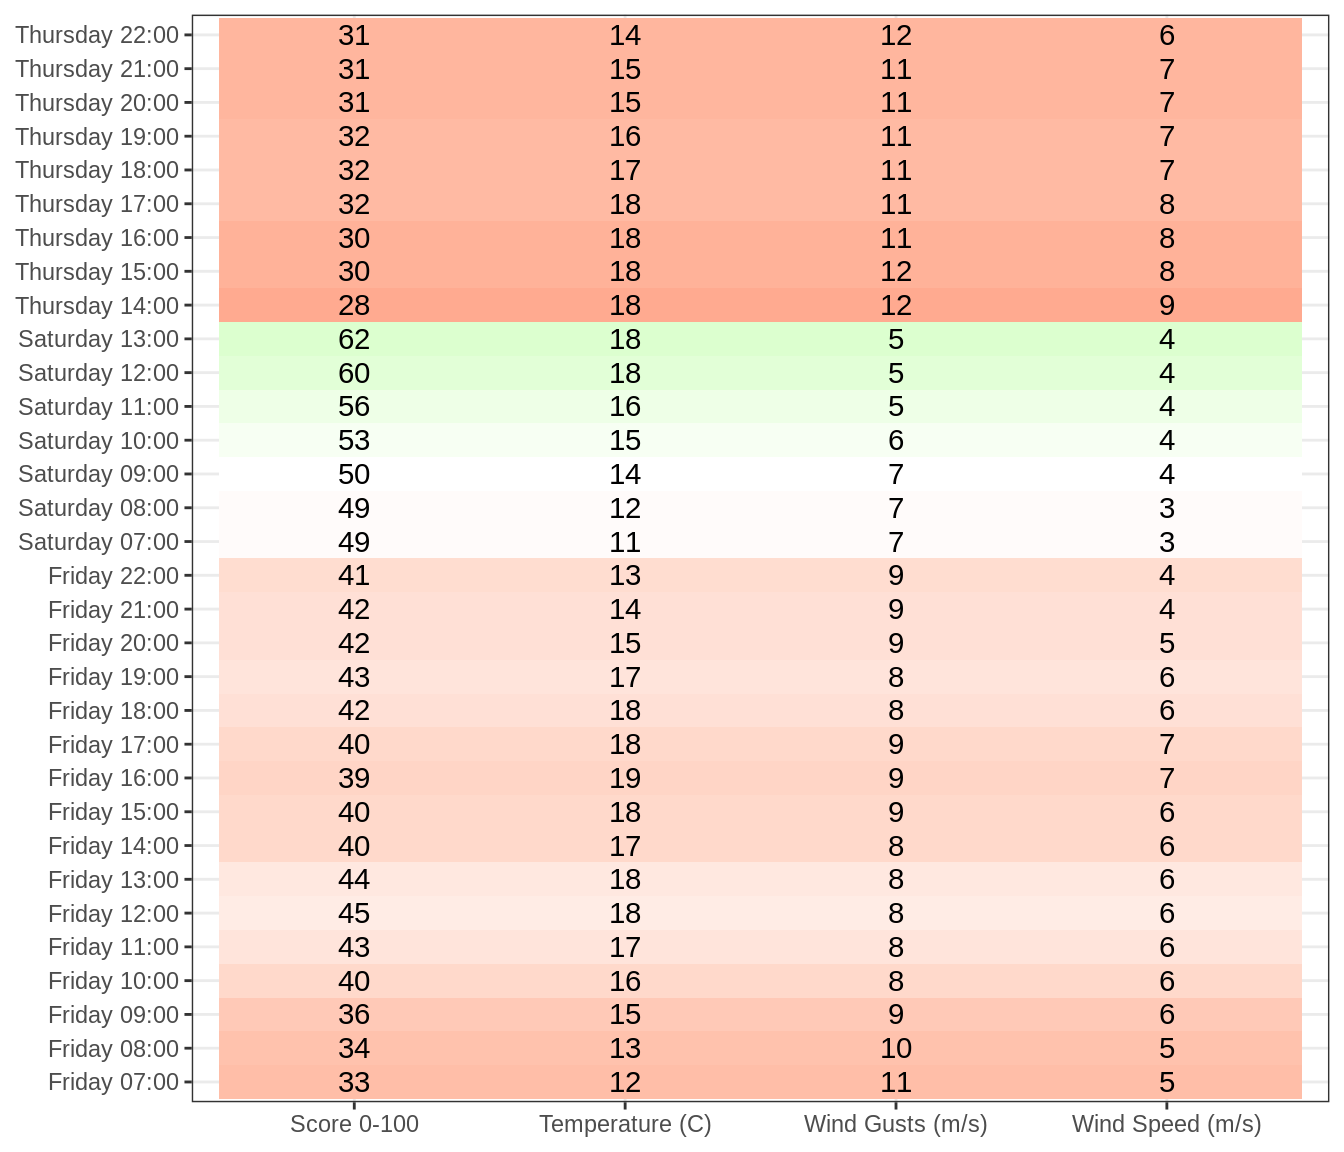 Thursday 22:00 31 14 12 6
Thursday 21:00 31 15 11 7
Thursday 20:00 31 15 11 7
Thursday 19:00 32 16 11 7
Thursday 18:00 32 17 11 7
Thursday 17:00 32 18 11 8
Thursday 16:00 30 18 11 8
Thursday 15:00 30 18 12 8
Thursday 14:00 28 18 12 9
Saturday 13:00 62 18 5 4
Saturday 12:00 60 18 5 4
Saturday 11:00 56 16 5 4
Saturday 10:00 53 15 6 4
Saturday 09:00 50 14 7 4
Saturday 08:00 49 12 7 3
Saturday 07:00 49 11 7 3
Friday 22:00 41 13 9 4
Friday 21:00 42 14 9 4
Friday 20:00 42 15 9 5
Friday 19:00 43 17 8 6
Friday 18:00 42 18 8 6
Friday 17:00 40 18 9 7
Friday 16:00 39 19 9 7
Friday 15:00 40 18 9 6
Friday 14:00 40 17 8 6
Friday 13:00 44 18 8 6
Friday 12:00 45 18 8 6
Friday 11:00 43 17 8 6
Friday 10:00 40 16 8 6
Friday 09:00 36 15 9 6
Friday 08:00 34 13 10 5
Friday 07:00 33 12 11 5
Score 0-100 Temperature (C) Wind Gusts (m/s) Wind Speed (m/s)